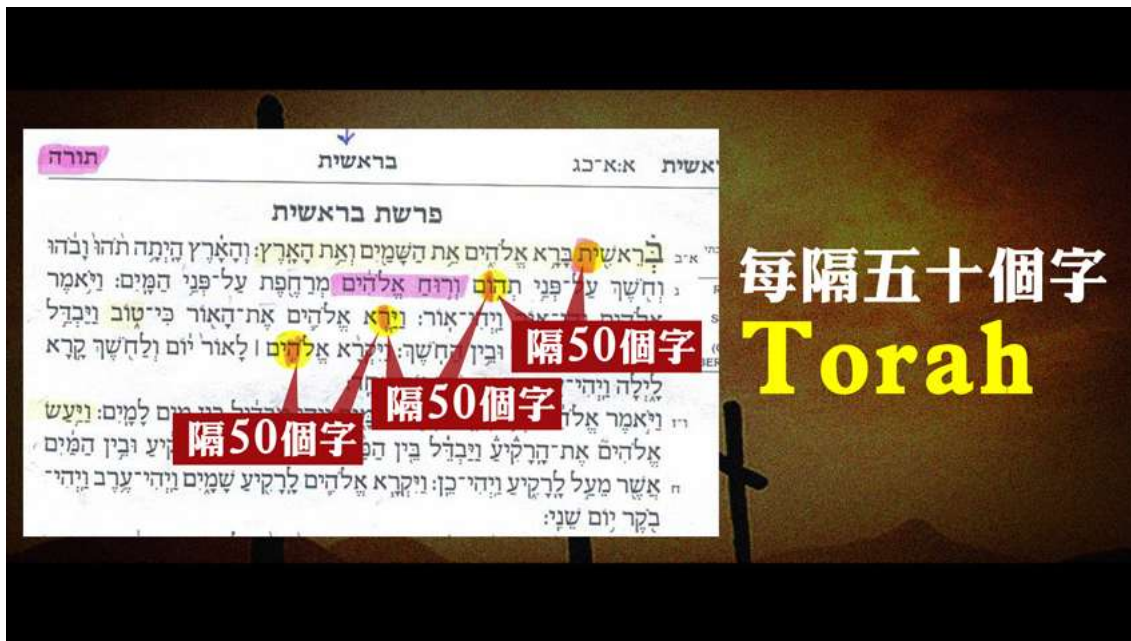 ראשית א:א־כג בראשית תורה
פרשת בראשית
א־ב בְּרֵאשִׁית בָּרָא אֱלֹהִים אֵת הַשָּׁמַיִם וְאֵת הָאָרֶץ: וְהָאָרֶץ הָיְתָה תֹהוּ וָבֹהוּ
ג וְחֹשֶׁךְ עַל־פְּנֵי תְהוֹם וְרוּחַ אֱלֹהִים מְרַחֶפֶת עַל־פְּנֵי הַמָּיִם: וַיֹּאמֶר
וַיְהִי־אוֹר: וַיַּרְא אֱלֹהִים אֶת־הָאוֹר כִּי־טוֹב וַיַּבְדֵּל
וּבֵין הַחֹשֶׁךְ: וַיִּקְרָא אֱלֹהִים | לָאוֹר יוֹם וְלַחֹשֶׁךְ קָרָא
לָיְלָה
ו־ז וַיֹּאמֶר לָמָיִם: וַיַּעַשׂ
אֱלֹהִים אֶת־הָרָקִיעַ וַיַּבְדֵּל בֵּין וּבֵין הַמַּיִם
ח אֲשֶׁר מֵעַל לָרָקִיעַ וַיְהִי־כֵן: וַיִּקְרָא אֱלֹהִים לָרָקִיעַ שָׁמָיִם וַיְהִי־עֶרֶב וַיְהִי־
בֹקֶר יוֹם שֵׁנִי:
隔50個字
隔50個字
隔50個字
每隔五十個字
Torah